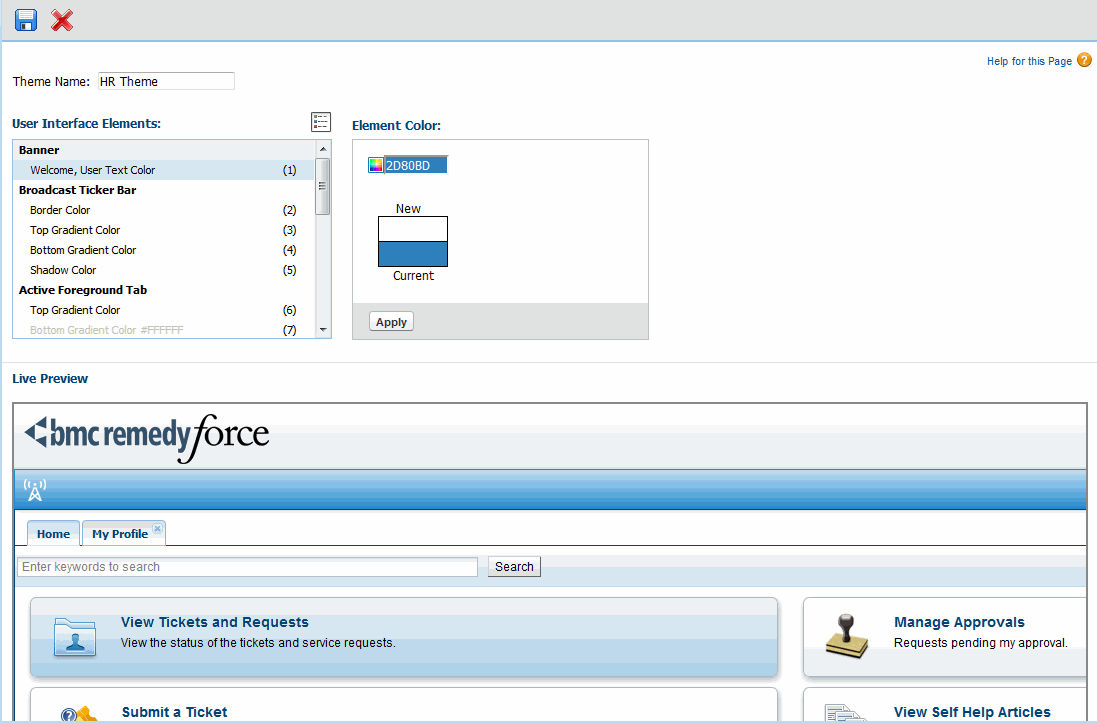 Help for this Page ?
Theme Name: HR Theme
User Interface Elements:
Banner
Welcome, User Text Color (1)
Broadcast Ticker Bar
Border Color (2)
Top Gradient Color (3)
Bottom Gradient Color (4)
Shadow Color (5)
Active Foreground Tab
Top Gradient Color (6)
Bottom Gradient Color #FFFFFF (7)
Element Color:
2D80BD
New
Current
Apply
Live Preview
bmc remedyforce
Home
My Profile
Enter keywords to search
Search
View Tickets and Requests
View the status of the tickets and service requests.
Manage Approvals
Requests pending my approval.
Submit a Ticket
View Self Help Articles